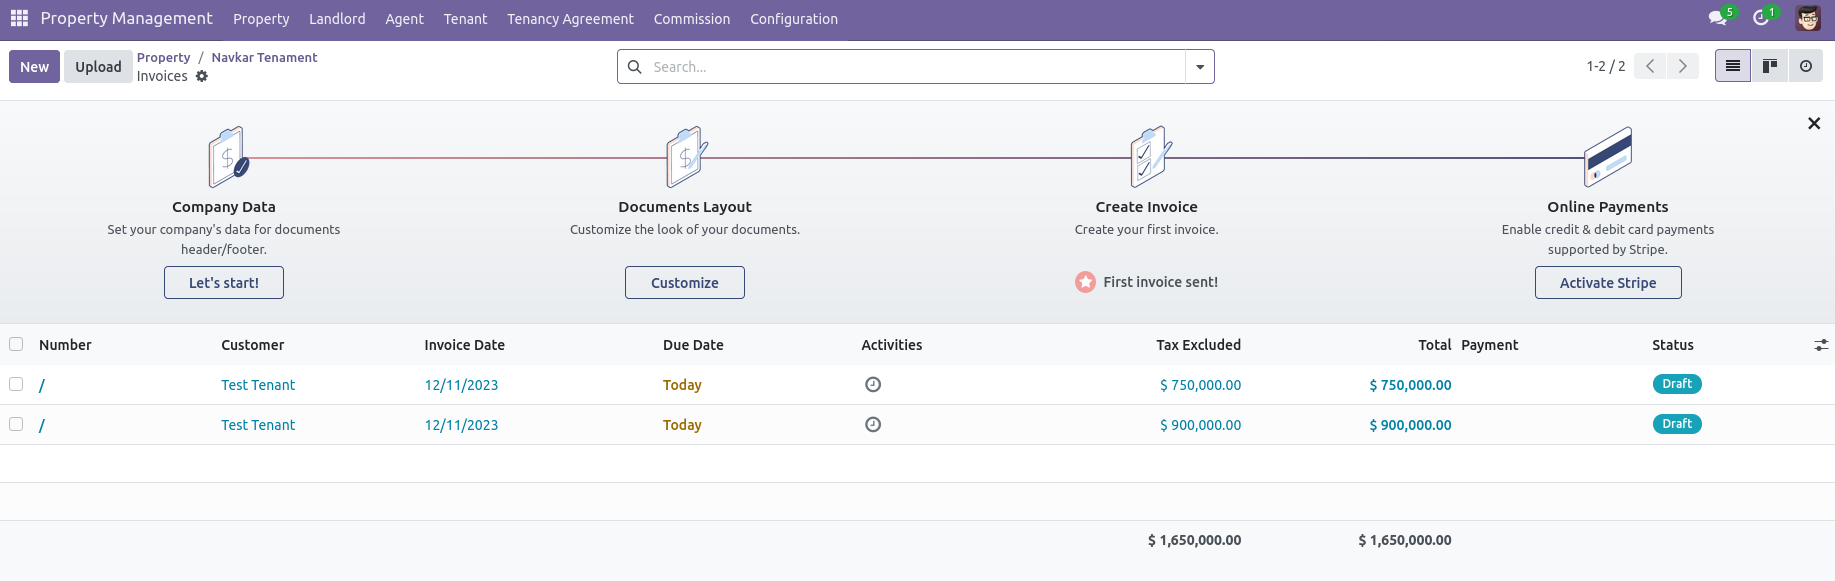 Property Management Property Landlord Agent Tenant Tenancy Agreement Commission Configuration 5 1
New Upload Property / Navkar Tenament
Invoices
Search...
1-2 / 2
Company Data Documents Layout Create Invoice Online Payments
Set your company's data for documents Customize the look of your documents. Create your first invoice. Enable credit & debit card payments
header/footer. supported by Stripe.
Let's start! Customize First invoice sent! Activate Stripe
Number Customer Invoice Date Due Date Activities Tax Excluded Total Payment Status
/ Test Tenant 12/11/2023 Today $ 750,000.00 $ 750,000.00 Draft
/ Test Tenant 12/11/2023 Today $ 900,000.00 $ 900,000.00 Draft
$ 1,650,000.00 $ 1,650,000.00